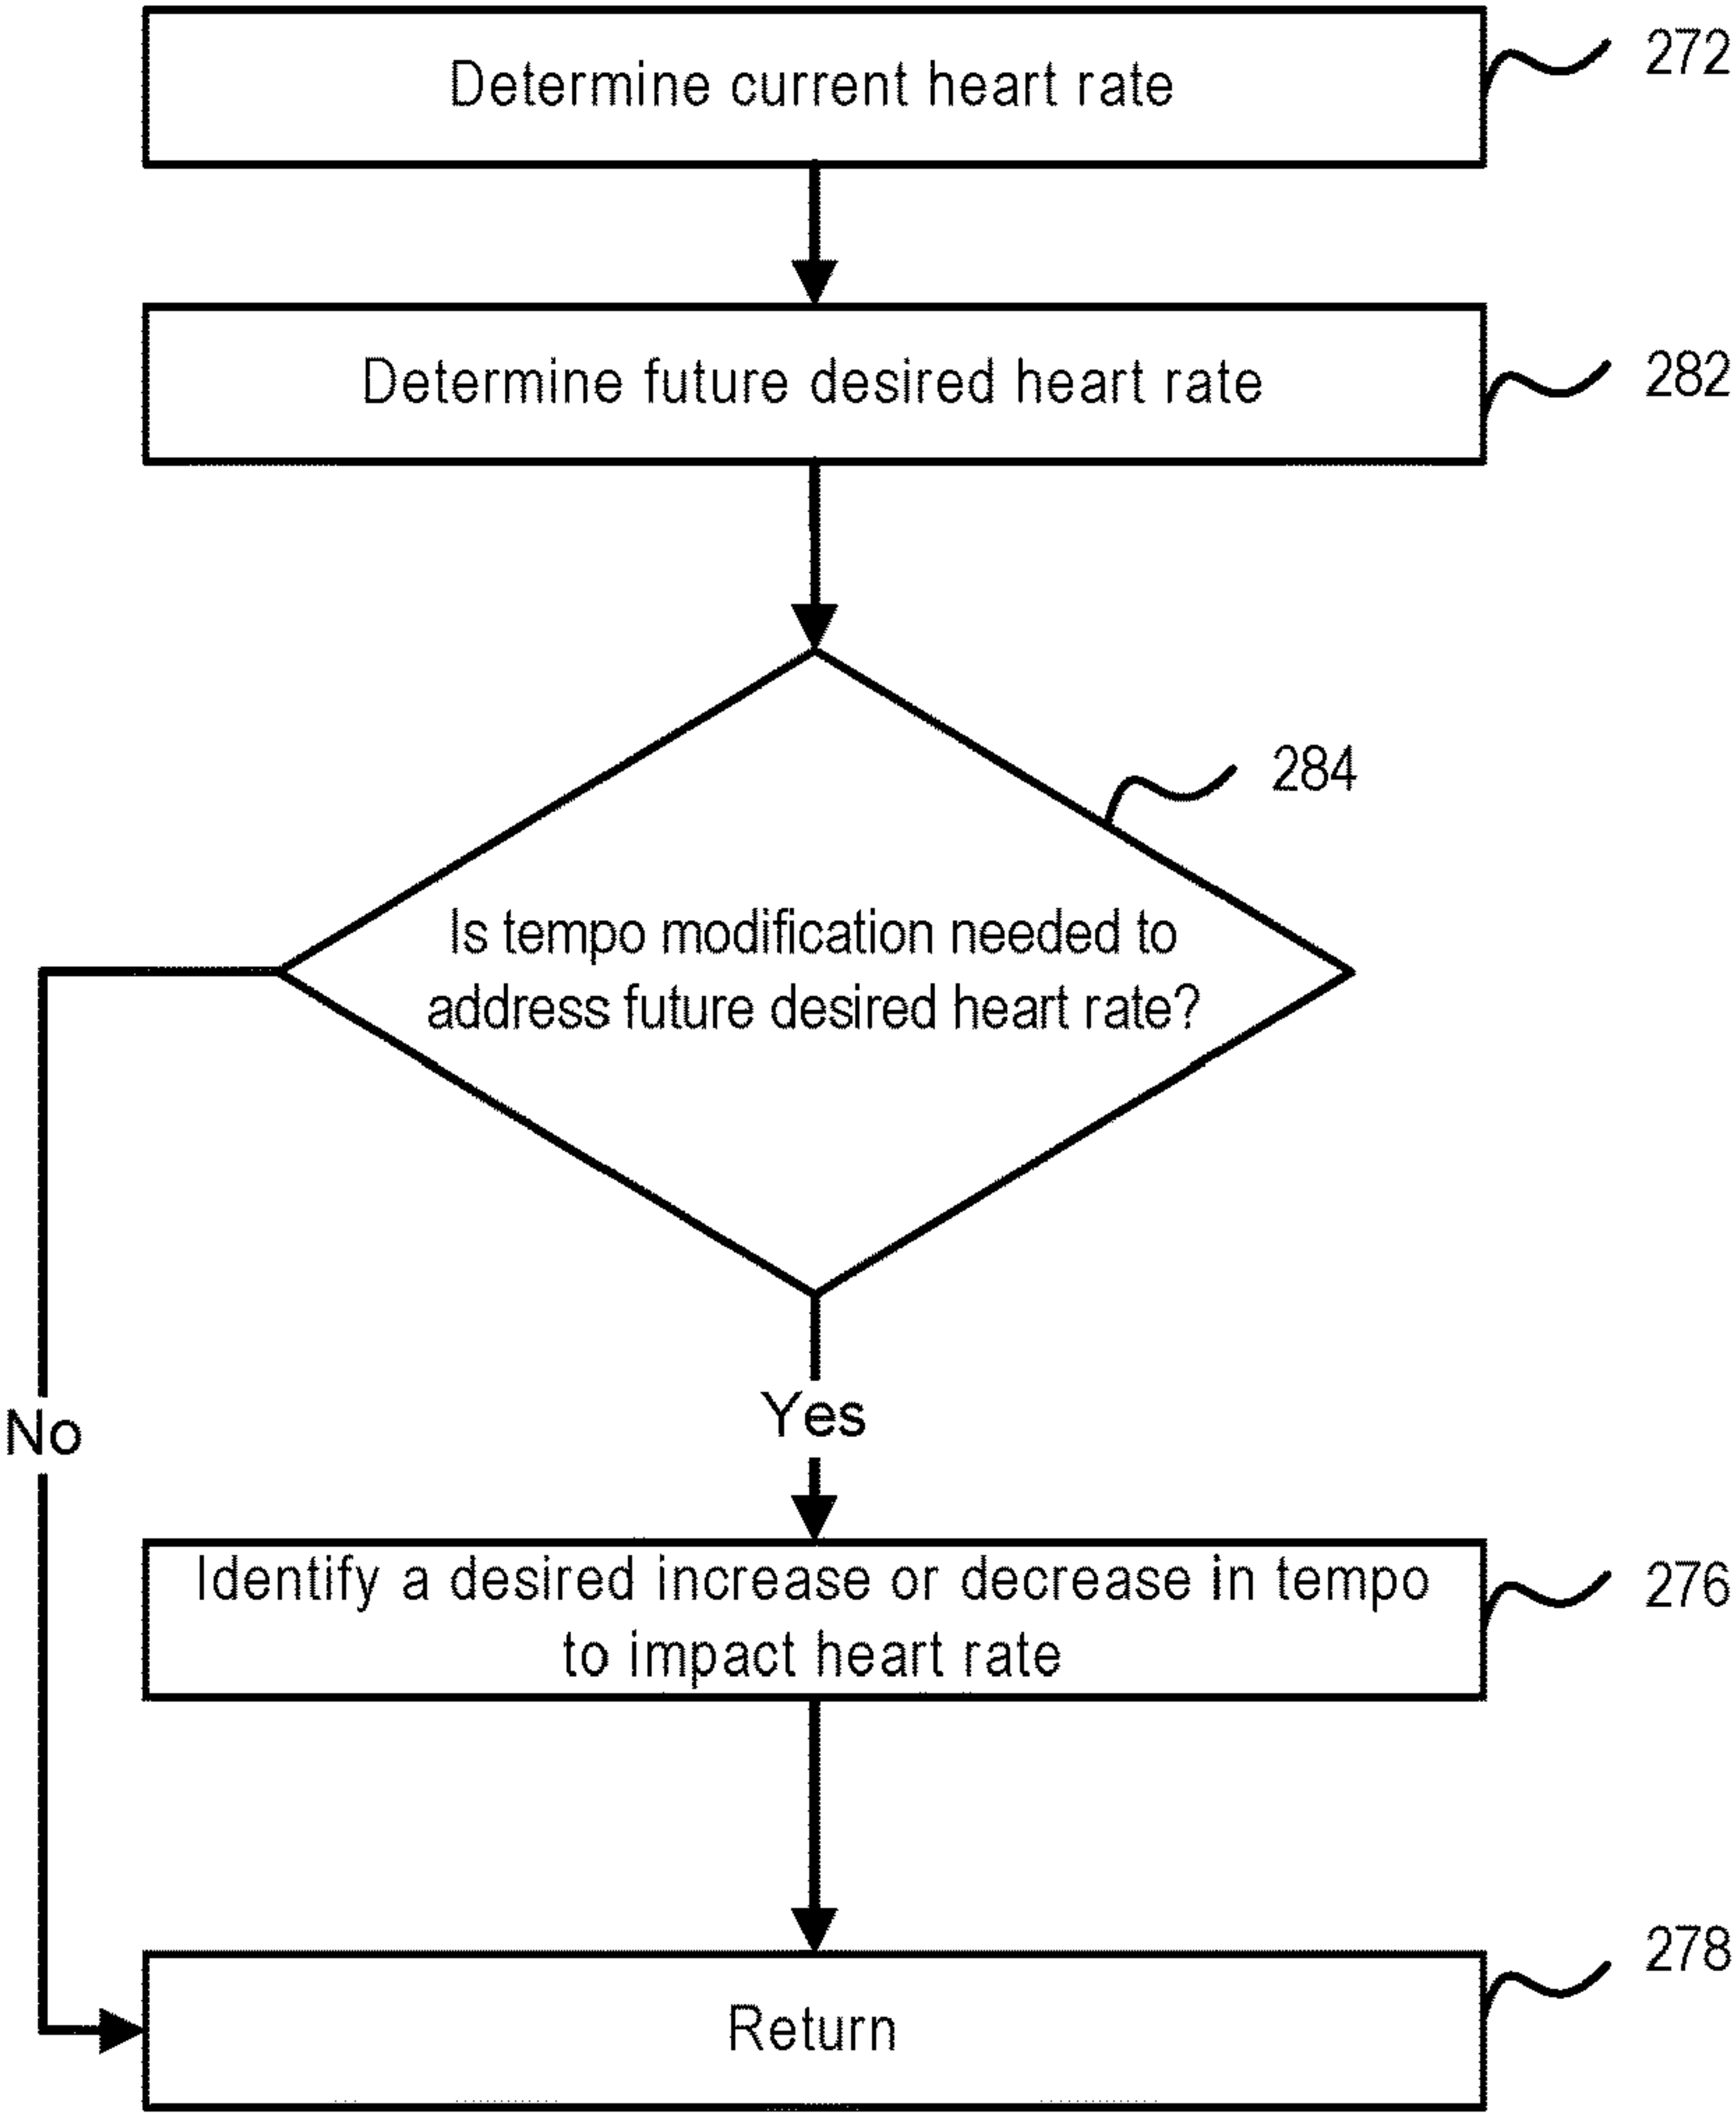 Determine current heart rate
272
Determine future desired heart rate
282
284
Is tempo modification needed to
address future desired heart rate?
No
Yes
Identify a desired increase or decrease in tempo
to impact heart rate
276
Return
278